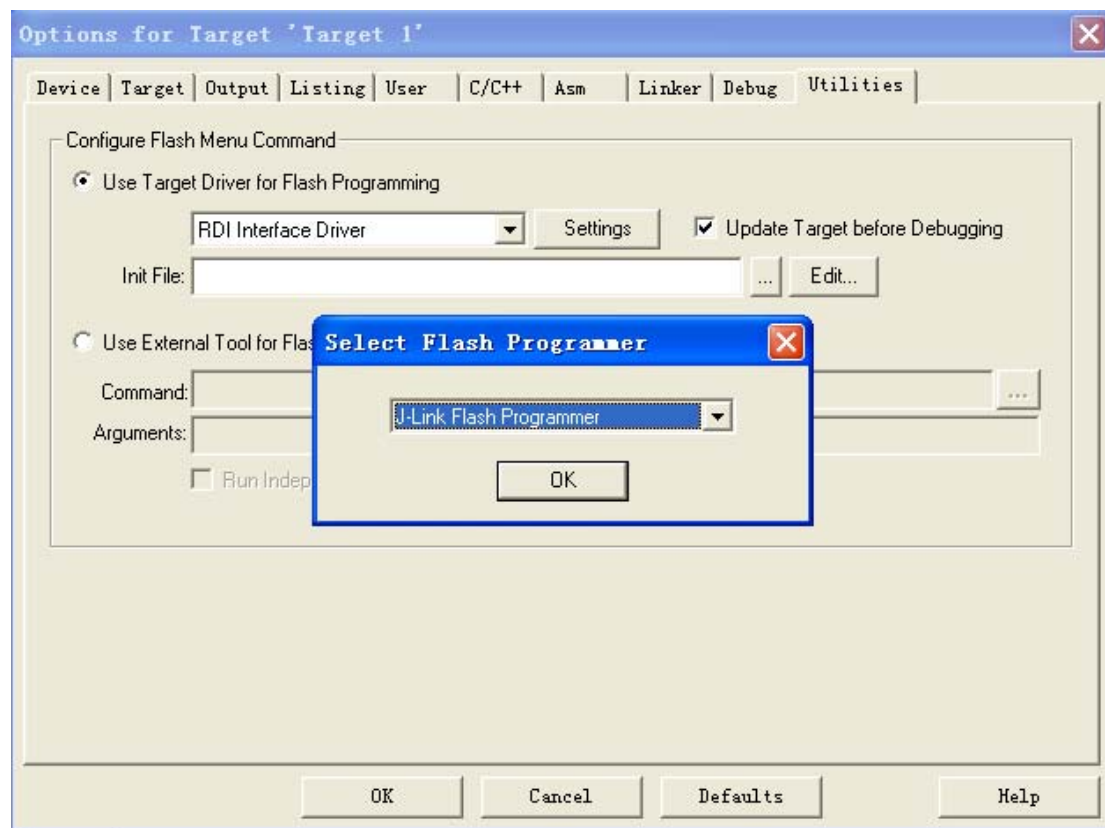 Options for Target 'Target 1'
Device Target Output Listing User C/C++ Asm Linker Debug Utilities
Configure Flash Menu Command
Use Target Driver for Flash Programming
RDI Interface Driver Settings Update Target before Debugging
Init File: ... Edit...
Use External Tool for Flas
Select Flash Programmer
Command: ...
J-Link Flash Programmer
Arguments:
Run Indep
OK
OK Cancel Defaults Help